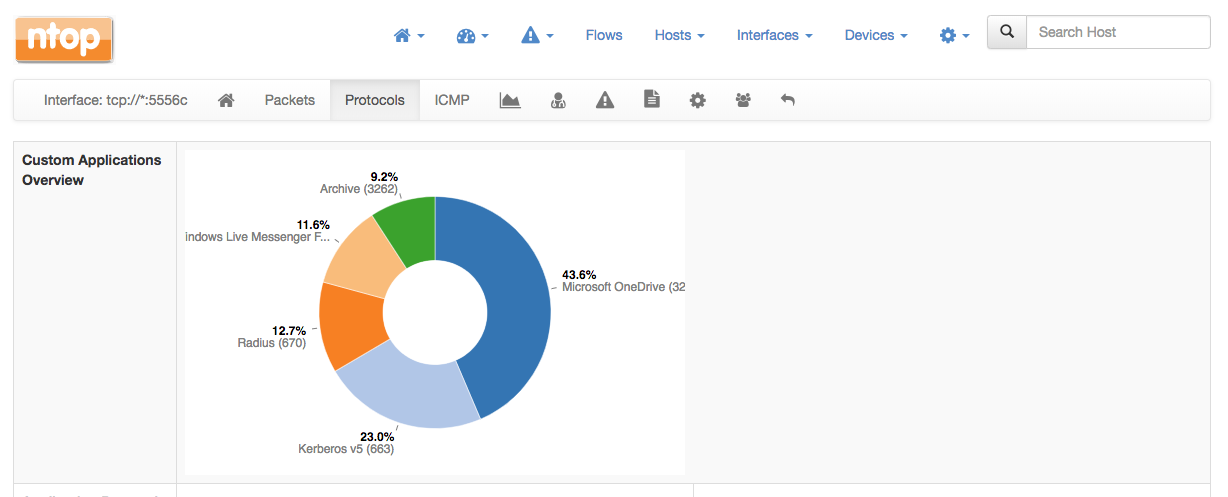 ntop
Flows
Hosts
Interfaces
Devices
Search Host
Interface: tcp://*:5556c
Packets
Protocols
ICMP
Custom Applications
Overview
9.2%
Archive (3262)
11.6%
indows Live Messenger F...
43.6%
Microsoft OneDrive (32
12.7%
Radius (670)
23.0%
Kerberos v5 (663)